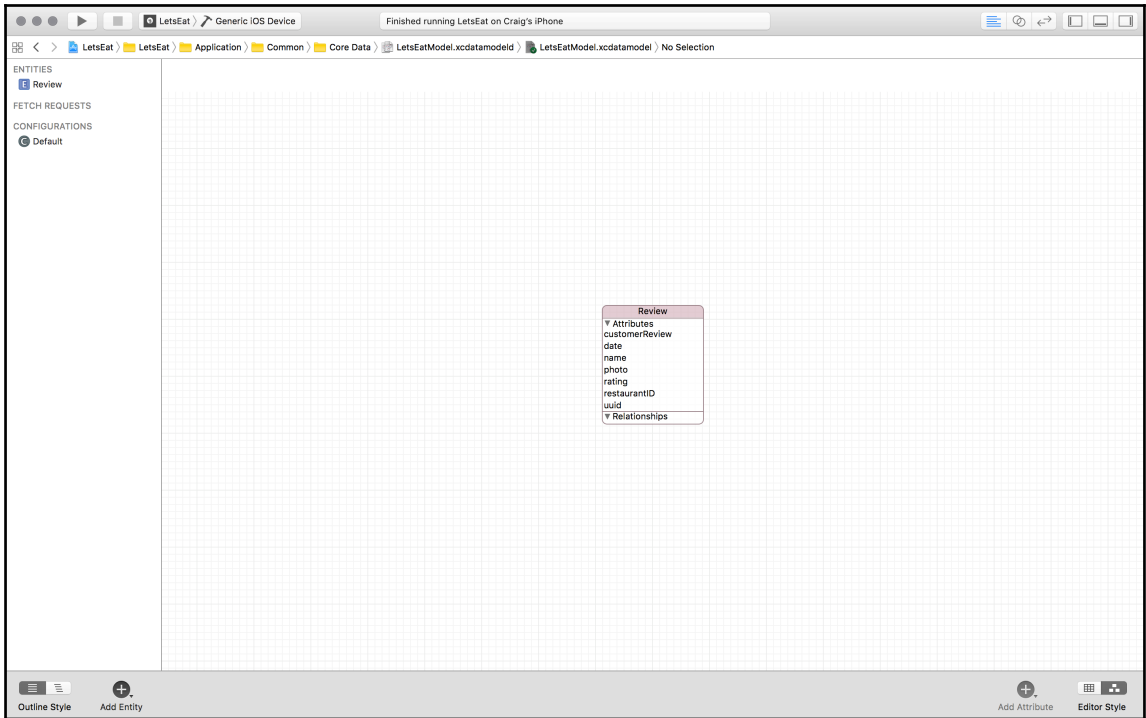 LetsEat 〉 Generic iOS Device
Finished running LetsEat on Craig's iPhone
LetsEat 〉 LetsEat 〉 Application 〉 Common 〉 Core Data 〉 LetsEatModel.xcdatamodeld 〉 LetsEatModel.xcdatamodel 〉 No Selection
ENTITIES
E Review
FETCH REQUESTS
CONFIGURATIONS
C Default
Review
Attributes
customerReview
date
name
photo
rating
restaurantID
uuid
Relationships
Outline Style
Add Entity
Add Attribute
Editor Style